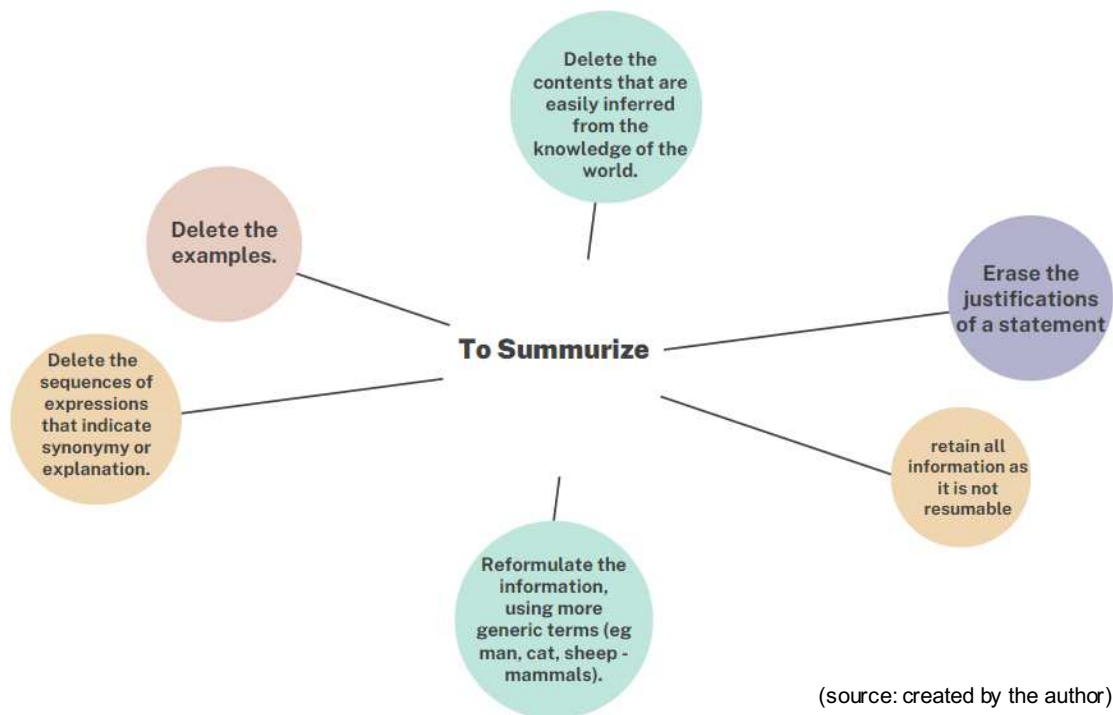 Delete the
contents that are
easily inferred
from the
knowledge of the
world.
Delete the
examples.
Erase the
justifications
of a statement
To Summurize
Delete the
sequences of
expressions
that indicate
synonymy or
explanation.
retain all
information as
it is not
resumable
Reformulate the
information,
using more
generic terms (eg
man, cat, sheep -
mammals).
(source: created by the author)